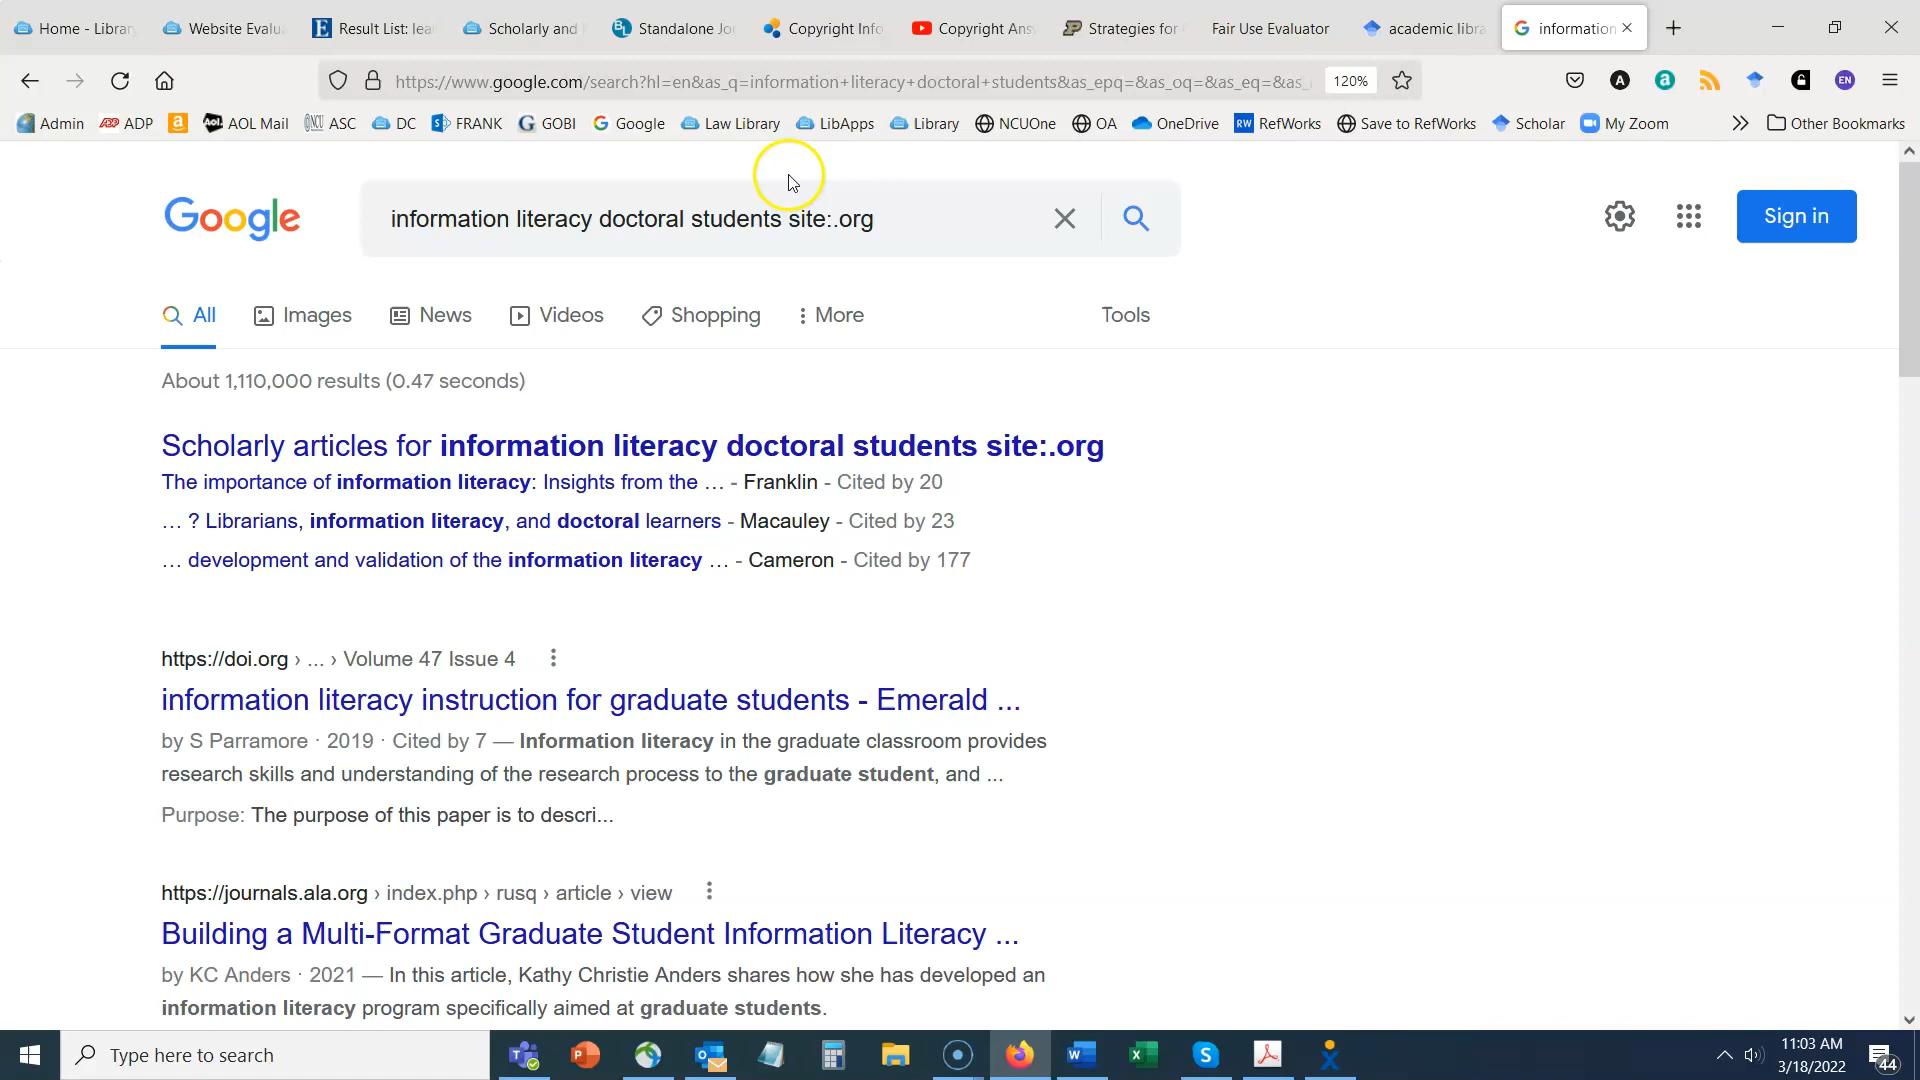 Home - Librar
Website Evalu
Result List: lea
Scholarly and
Standalone Jo
Copyright Info
Copyright Ans
Strategies for
Fair Use Evaluator
academic libra
information
https://www.google.com/search?hl=en&as_q=information+literacy+doctoral+students&as_epq=&as_oq=&as_eq=&as_
120%
Admin ADP AOL Mail ASC DC FRANK GOBI Google Law Library LibApps Library NCUOne OA OneDrive RefWorks Save to RefWorks Scholar My Zoom Other Bookmarks
Google
information literacy doctoral students site:.org
Sign in
All Images News Videos Shopping More Tools
About 1,110,000 results (0.47 seconds)
Scholarly articles for information literacy doctoral students site:.org
The importance of information literacy: Insights from the … - Franklin - Cited by 20
… ? Librarians, information literacy, and doctoral learners - Macauley - Cited by 23
… development and validation of the information literacy … - Cameron - Cited by 177
https://doi.org › ... › Volume 47 Issue 4
information literacy instruction for graduate students - Emerald ...
by S Parramore · 2019 · Cited by 7 — Information literacy in the graduate classroom provides
research skills and understanding of the research process to the graduate student, and ...
Purpose: The purpose of this paper is to descri...
https://journals.ala.org › index.php › rusq › article › view
Building a Multi-Format Graduate Student Information Literacy ...
by KC Anders · 2021 — In this article, Kathy Christie Anders shares how she has developed an
information literacy program specifically aimed at graduate students.
Type here to search
11:03 AM
3/18/2022
44